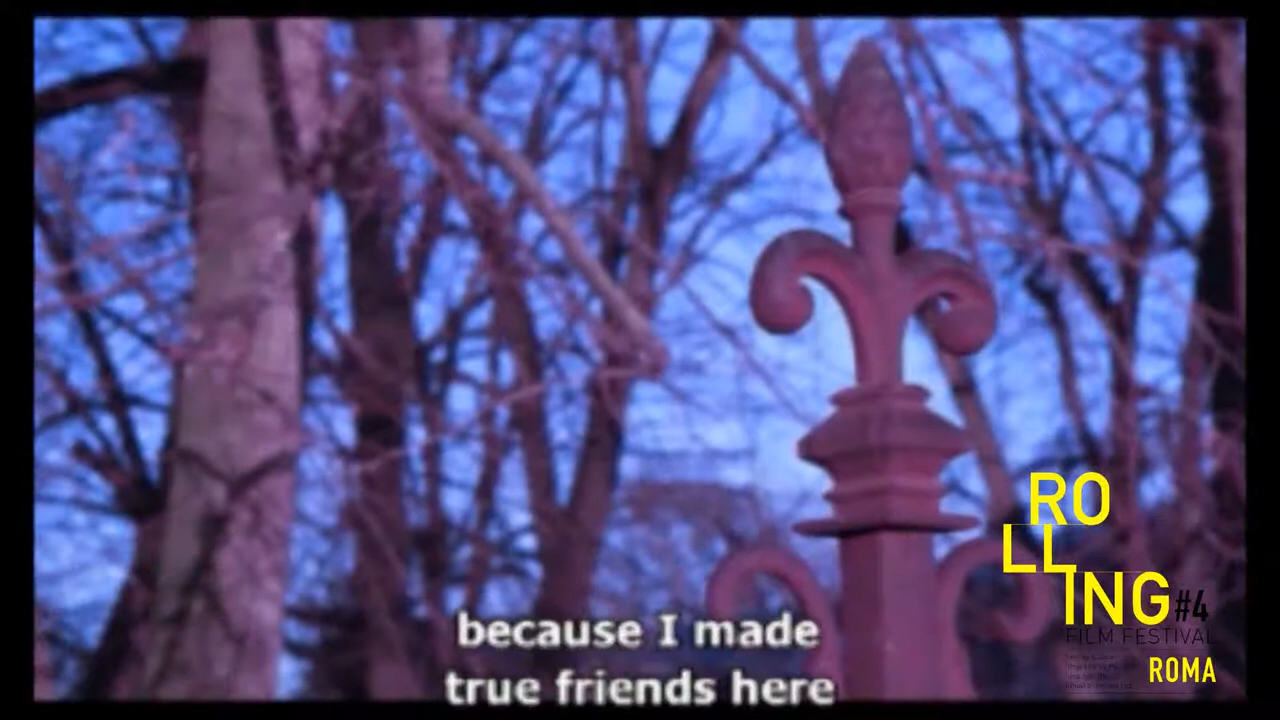 because I made
true friends here
RO
LL
ING #4
FILM FESTIVAL
ROMA